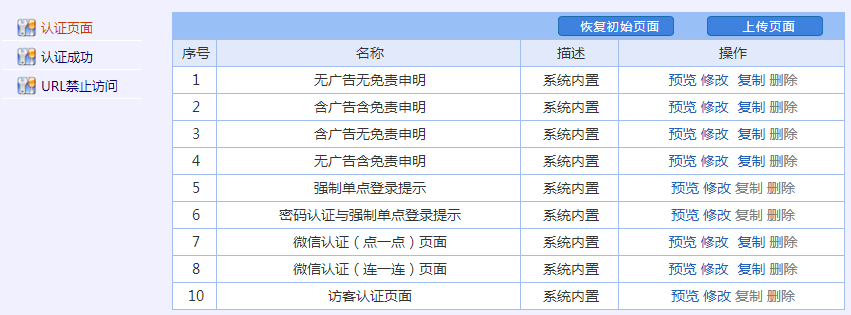 认证页面
认证成功
URL禁止访问
恢复初始页面 上传页面
序号 名称 描述 操作
1 无广告无免责申明 系统内置 预览 修改 复制 删除
2 含广告含免责申明 系统内置 预览 修改 复制 删除
3 含广告无免责申明 系统内置 预览 修改 复制 删除
4 无广告含免责申明 系统内置 预览 修改 复制 删除
5 强制单点登录提示 系统内置 预览 修改 复制 删除
6 密码认证与强制单点登录提示 系统内置 预览 修改 复制 删除
7 微信认证（点一点）页面 系统内置 预览 修改 复制 删除
8 微信认证（连一连）页面 系统内置 预览 修改 复制 删除
10 访客认证页面 系统内置 预览 修改 复制 删除